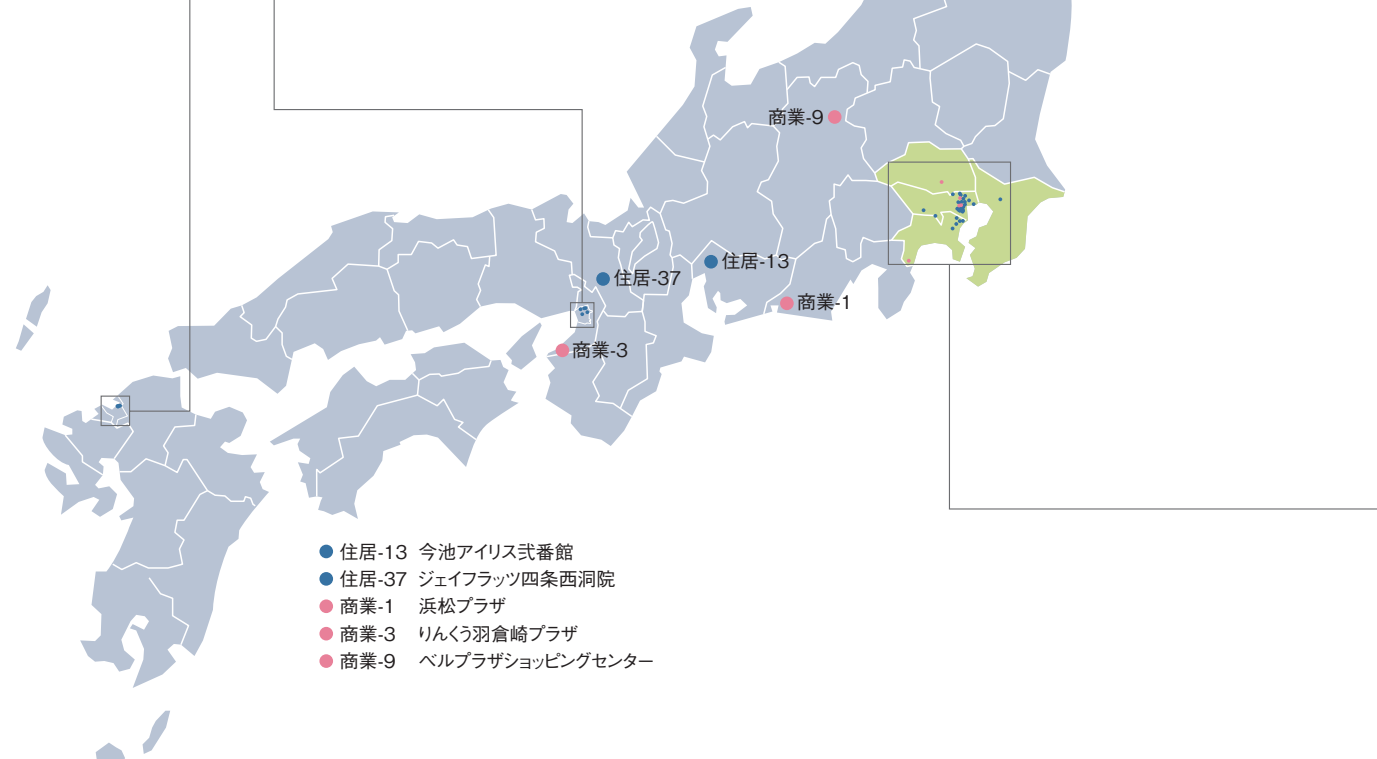 商業-9
住居-13
住居-37
商業-1
商業-3
住居-13 今池アイリス弐番館
住居-37 ジェイフラッツ四条西洞院
商業-1 浜松プラザ
商業-3 りんくう羽倉崎プラザ
商業-9 ベルプラザショッピングセンター